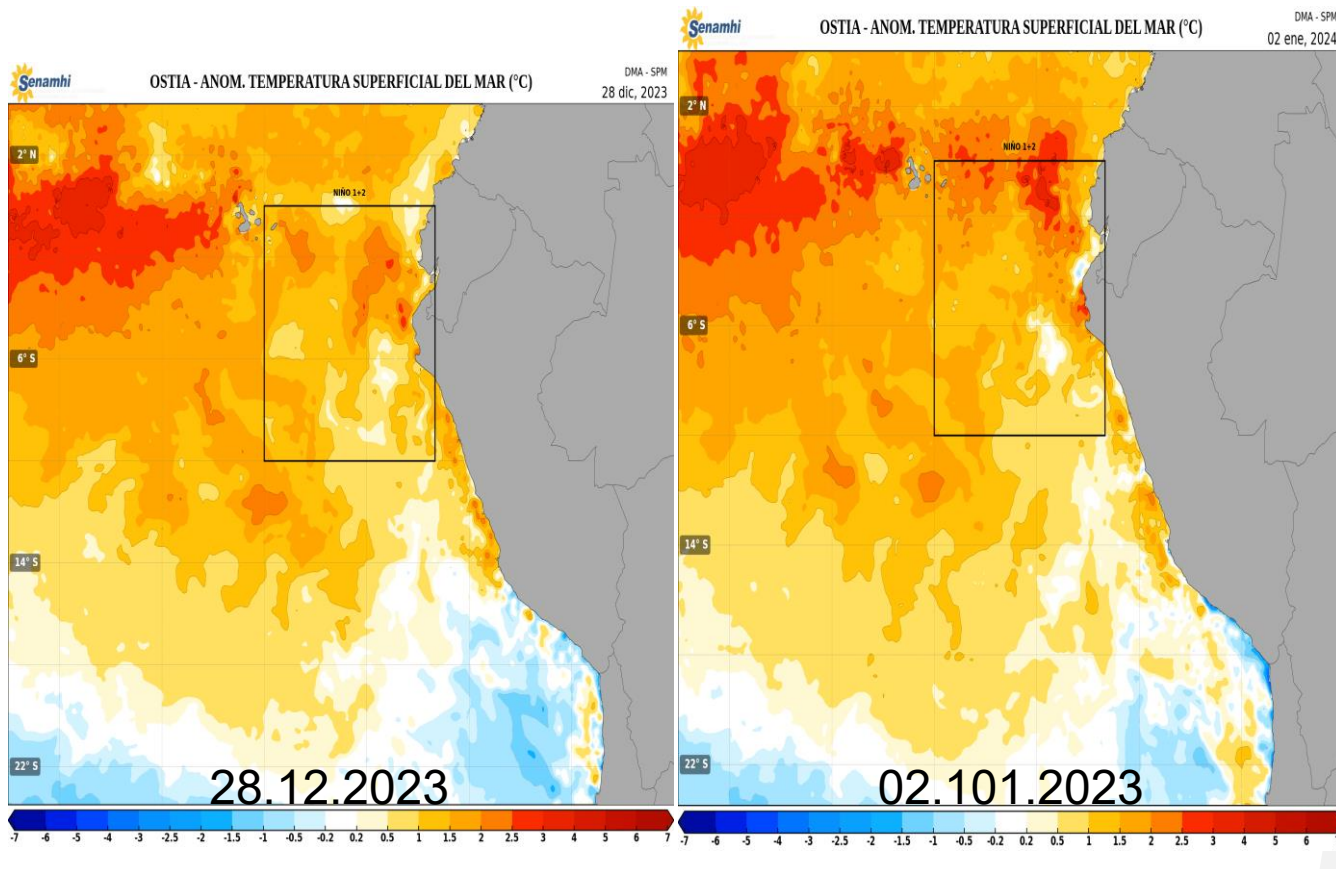 Senamhi
OSTIA - ANOM. TEMPERATURA SUPERFICIAL DEL MAR (°C)
DMA - SPM
28 dic, 2023
2° N
NIÑO 1+2
6° S
14° S
22° S
28.12.2023
-7 -6 -5 -4 -3 -2.5 -2 -1.5 -1 -0.5 -0.2 0.2 0.5 1 1.5 2 2.5 3 4 5 6 7
Senamhi
OSTIA - ANOM. TEMPERATURA SUPERFICIAL DEL MAR (°C)
DMA - SPM
02 ene, 2024
2° N
NIÑO 1+2
6° S
14° S
22° S
02.101.2023
-7 -6 -5 -4 -3 -2.5 -2 -1.5 -1 -0.5 -0.2 0.2 0.5 1 1.5 2 2.5 3 4 5 6